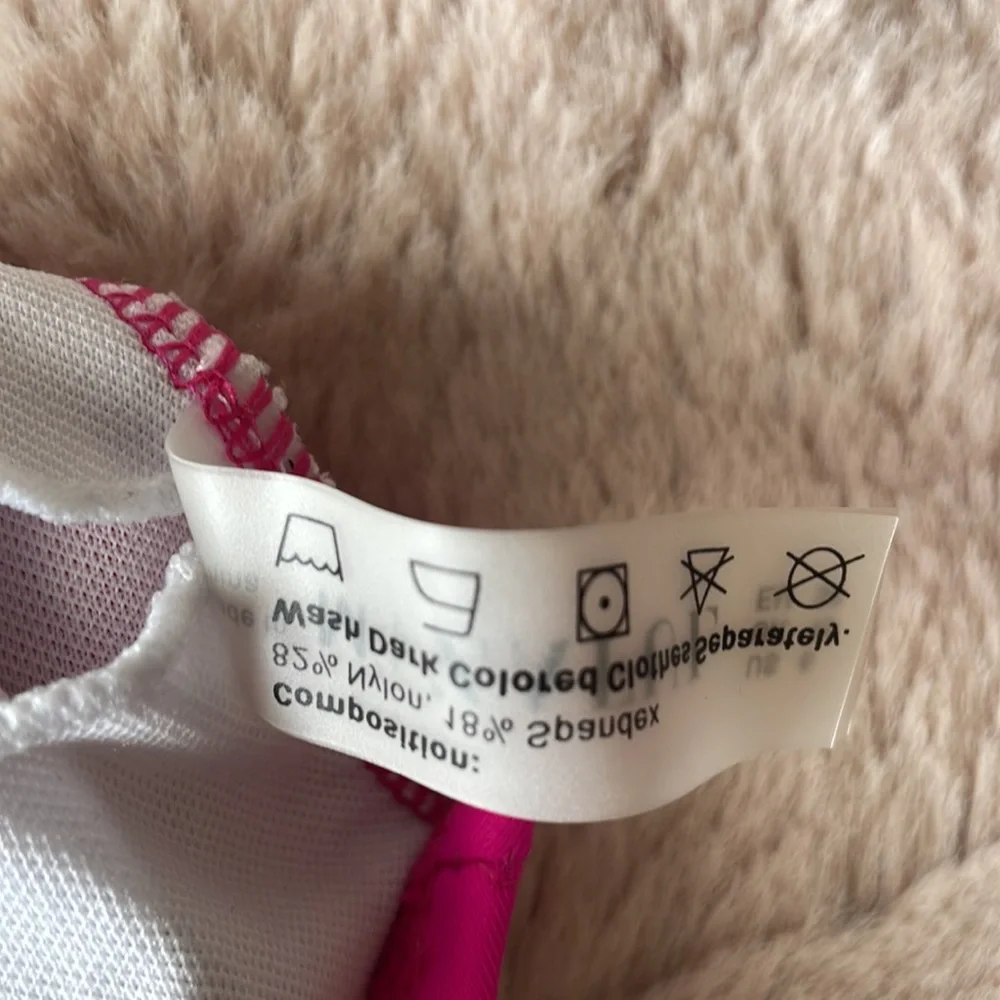 Composition:
82% Nylon, 18% Spandex
Wash Dark Colored Clothes Separately.